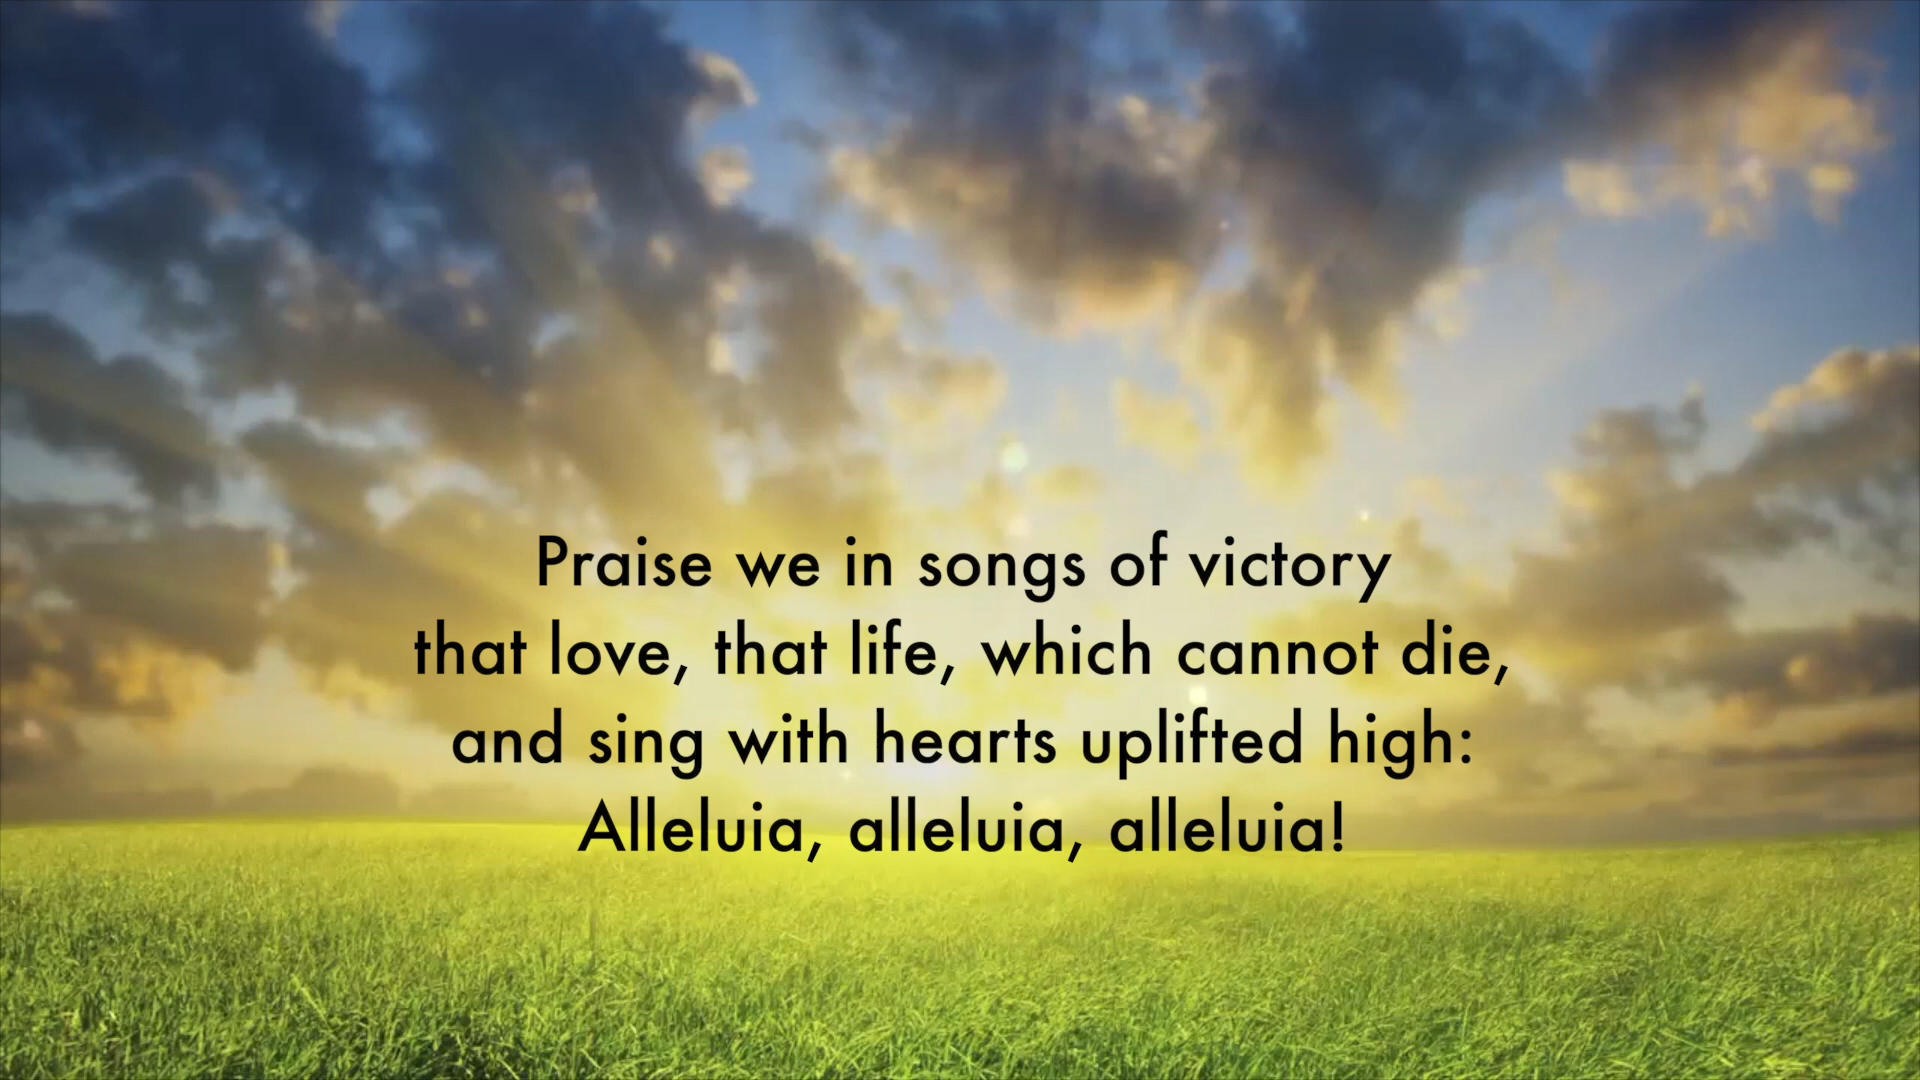 Praise we in songs of victory
that love, that life, which cannot die,
and sing with hearts uplifted high:
Alleluia, alleluia, alleluia!